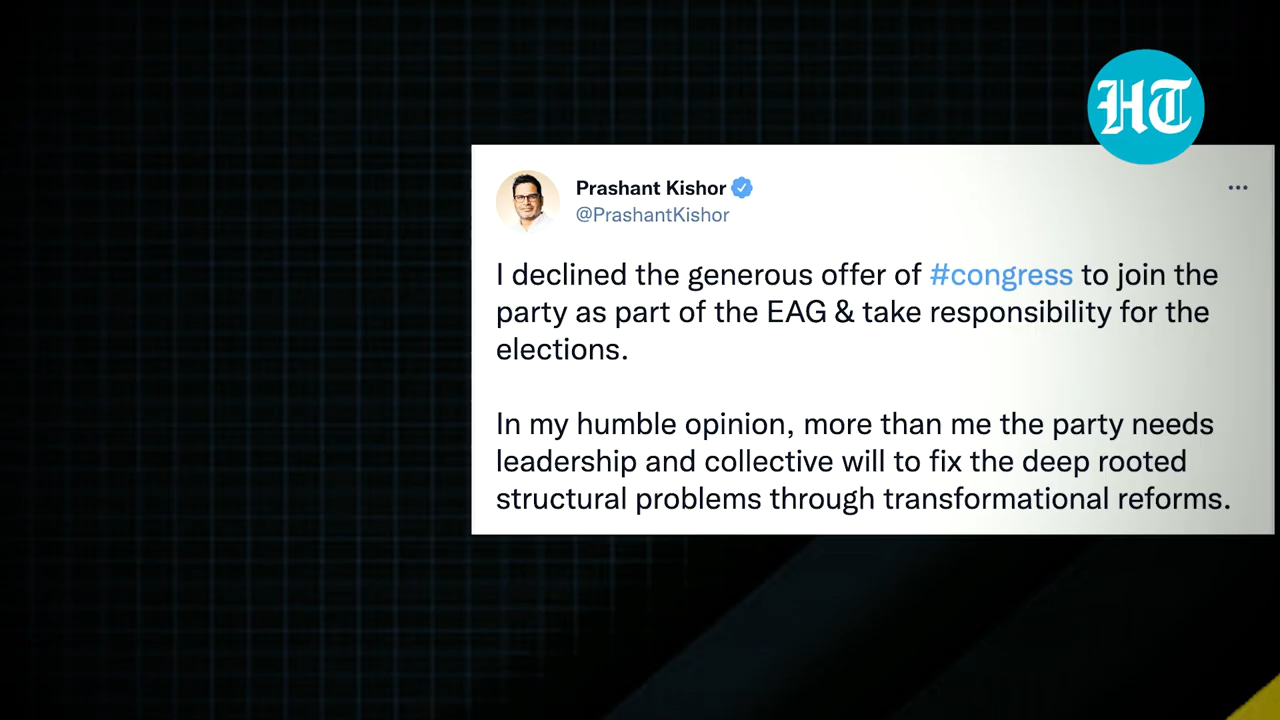 HT
Prashant Kishor
@PrashantKishor
I declined the generous offer of #congress to join the
party as part of the EAG & take responsibility for the
elections.
In my humble opinion, more than me the party needs
leadership and collective will to fix the deep rooted
structural problems through transformational reforms.